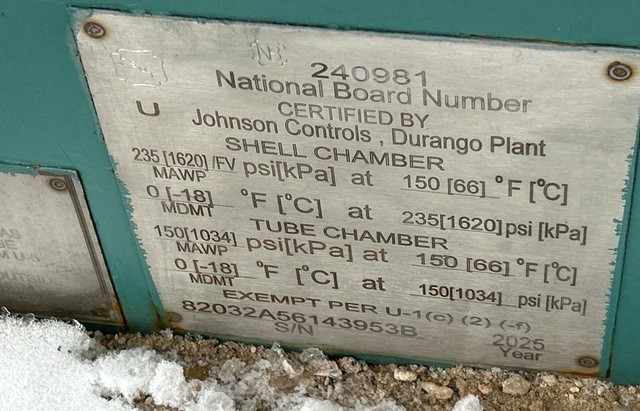 NB
240981
National Board Number
U
CERTIFIED BY
Johnson Controls , Durango Plant
SHELL CHAMBER
235 [1620] /FV psi[kPa] at 150 [66] °F [°C]
MAWP
0 [-18] °F [°C] at 235[1620] psi [kPa]
MDMT
TUBE CHAMBER
150[1034] psi[kPa] at 150 [66] °F [°C]
MAWP
0 [-18] °F [°C] at 150[1034] psi [kPa]
MDMT
EXEMPT PER U-1(c) (2) (-f)
82032A56143953B 2025
S/N Year